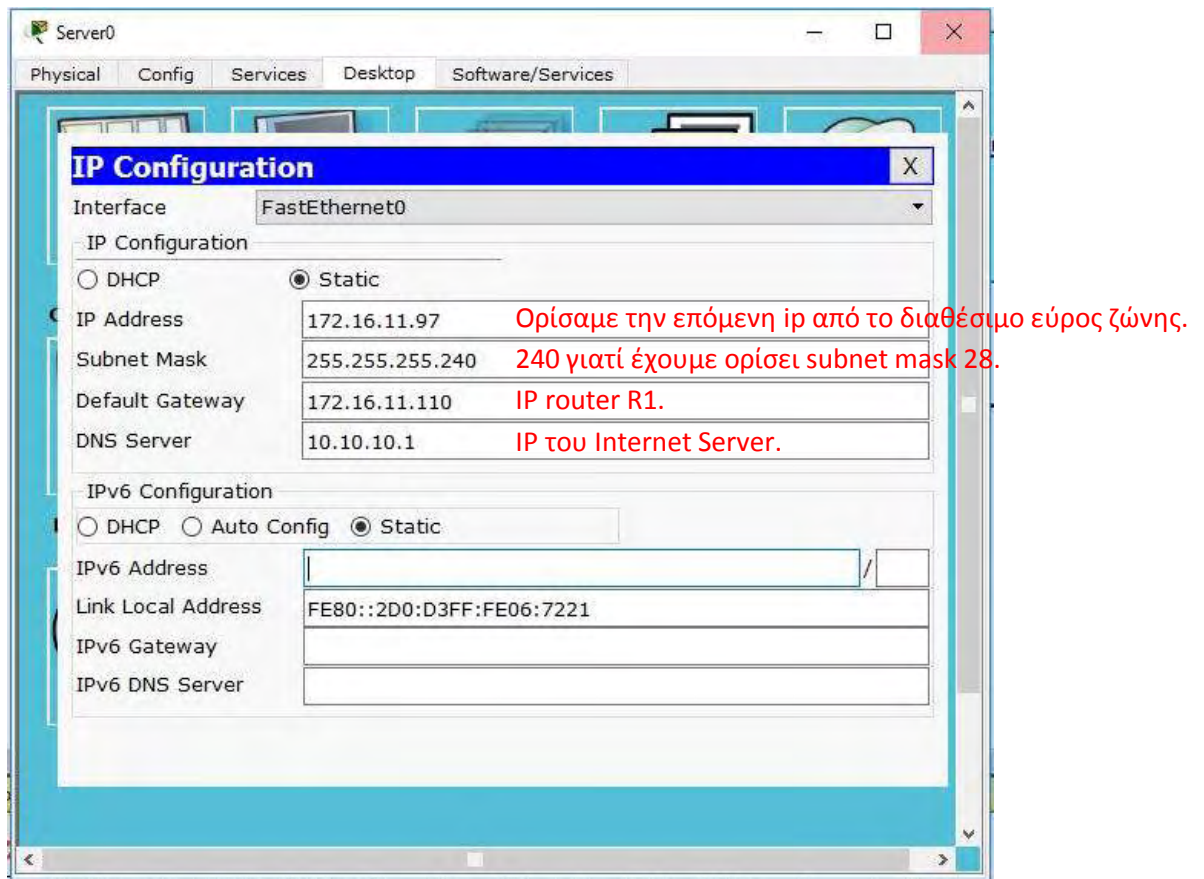 Server0
Physical Config Services Desktop Software/Services
IP Configuration X
Interface FastEthernet0
IP Configuration
DHCP Static
IP Address 172.16.11.97 Ορίσαμε την επόμενη ip από το διαθέσιμο εύρος ζώνης.
Subnet Mask 255.255.255.240 240 γιατί έχουμε ορίσει subnet mask 28.
Default Gateway 172.16.11.110 IP router R1.
DNS Server 10.10.10.1 IP του Internet Server.
IPv6 Configuration
DHCP Auto Config Static
IPv6 Address /
Link Local Address FE80::2D0:D3FF:FE06:7221
IPv6 Gateway
IPv6 DNS Server